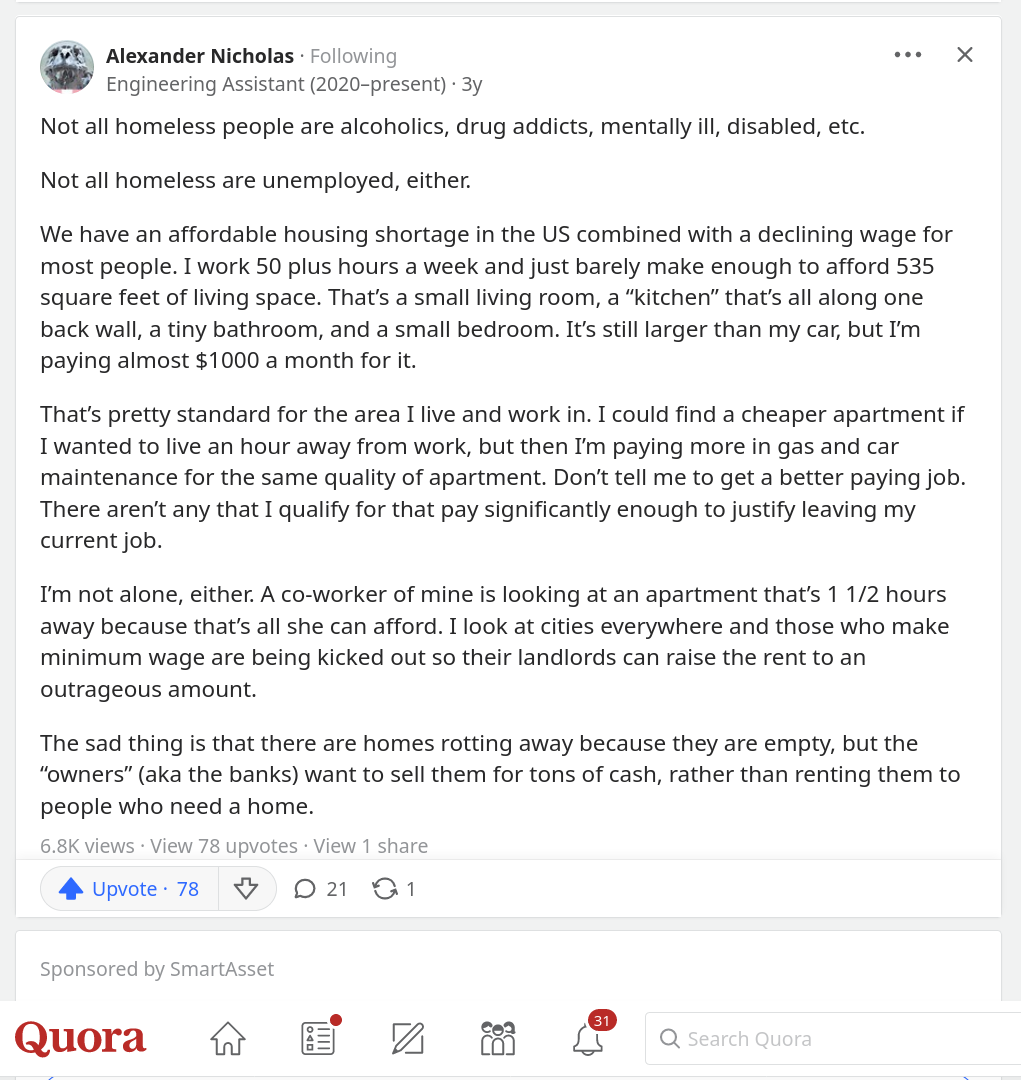 Alexander Nicholas · Following
Engineering Assistant (2020–present) · 3y
Not all homeless people are alcoholics, drug addicts, mentally ill, disabled, etc.
Not all homeless are unemployed, either.
We have an affordable housing shortage in the US combined with a declining wage for
most people. I work 50 plus hours a week and just barely make enough to afford 535
square feet of living space. That’s a small living room, a “kitchen” that’s all along one
back wall, a tiny bathroom, and a small bedroom. It’s still larger than my car, but I’m
paying almost $1000 a month for it.
That’s pretty standard for the area I live and work in. I could find a cheaper apartment if
I wanted to live an hour away from work, but then I’m paying more in gas and car
maintenance for the same quality of apartment. Don’t tell me to get a better paying job.
There aren’t any that I qualify for that pay significantly enough to justify leaving my
current job.
I’m not alone, either. A co-worker of mine is looking at an apartment that’s 1 1/2 hours
away because that’s all she can afford. I look at cities everywhere and those who make
minimum wage are being kicked out so their landlords can raise the rent to an
outrageous amount.
The sad thing is that there are homes rotting away because they are empty, but the
“owners” (aka the banks) want to sell them for tons of cash, rather than renting them to
people who need a home.
6.8K views · View 78 upvotes · View 1 share
Upvote · 78
21
1
Sponsored by SmartAsset
Quora
31
Search Quora